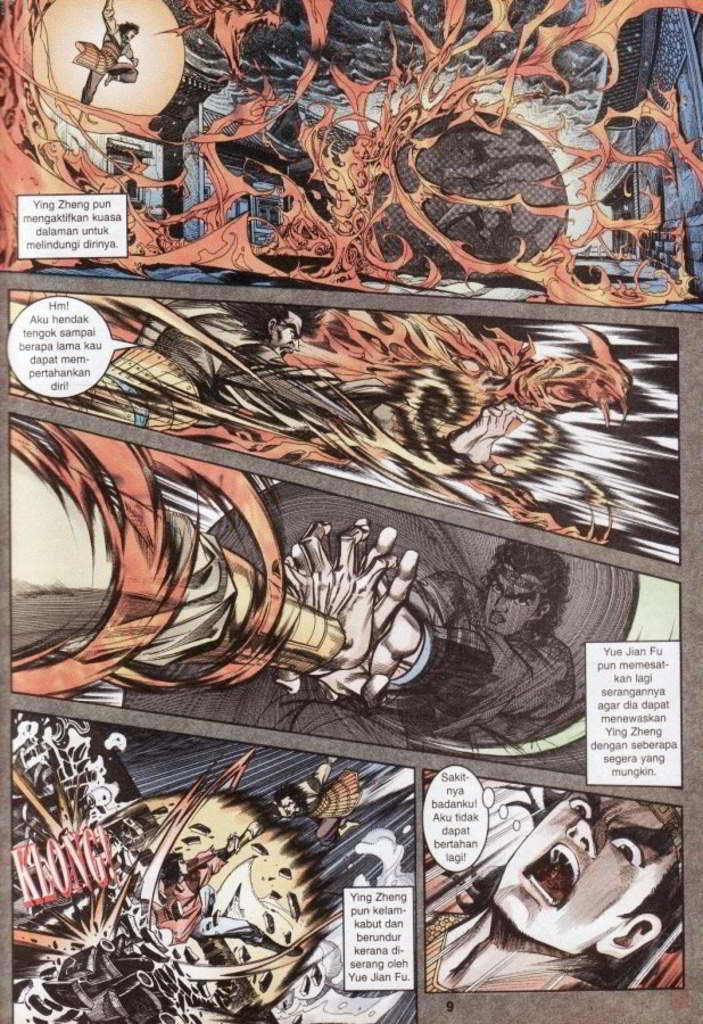 Ying Zheng pun
mengaktifkan kuasa
dalaman untuk
melindungi dirinya.
Hm!
Aku hendak
tengok sampai
berapa lama kau
dapat mem-
pertahankan
diri!
Yue Jian Fu
pun memesat-
kan lagi
serangannya
agar dia dapat
menewaskan
Ying Zheng
dengan seberapa
segera yang
mungkin.
KLONG!
Ying Zheng
pun kelam-
kabut dan
berundur
kerana di-
serang oleh
Yue Jian Fu.
Sakit-
nya
badanku!
Aku tidak
dapat
bertahan
lagi!
9